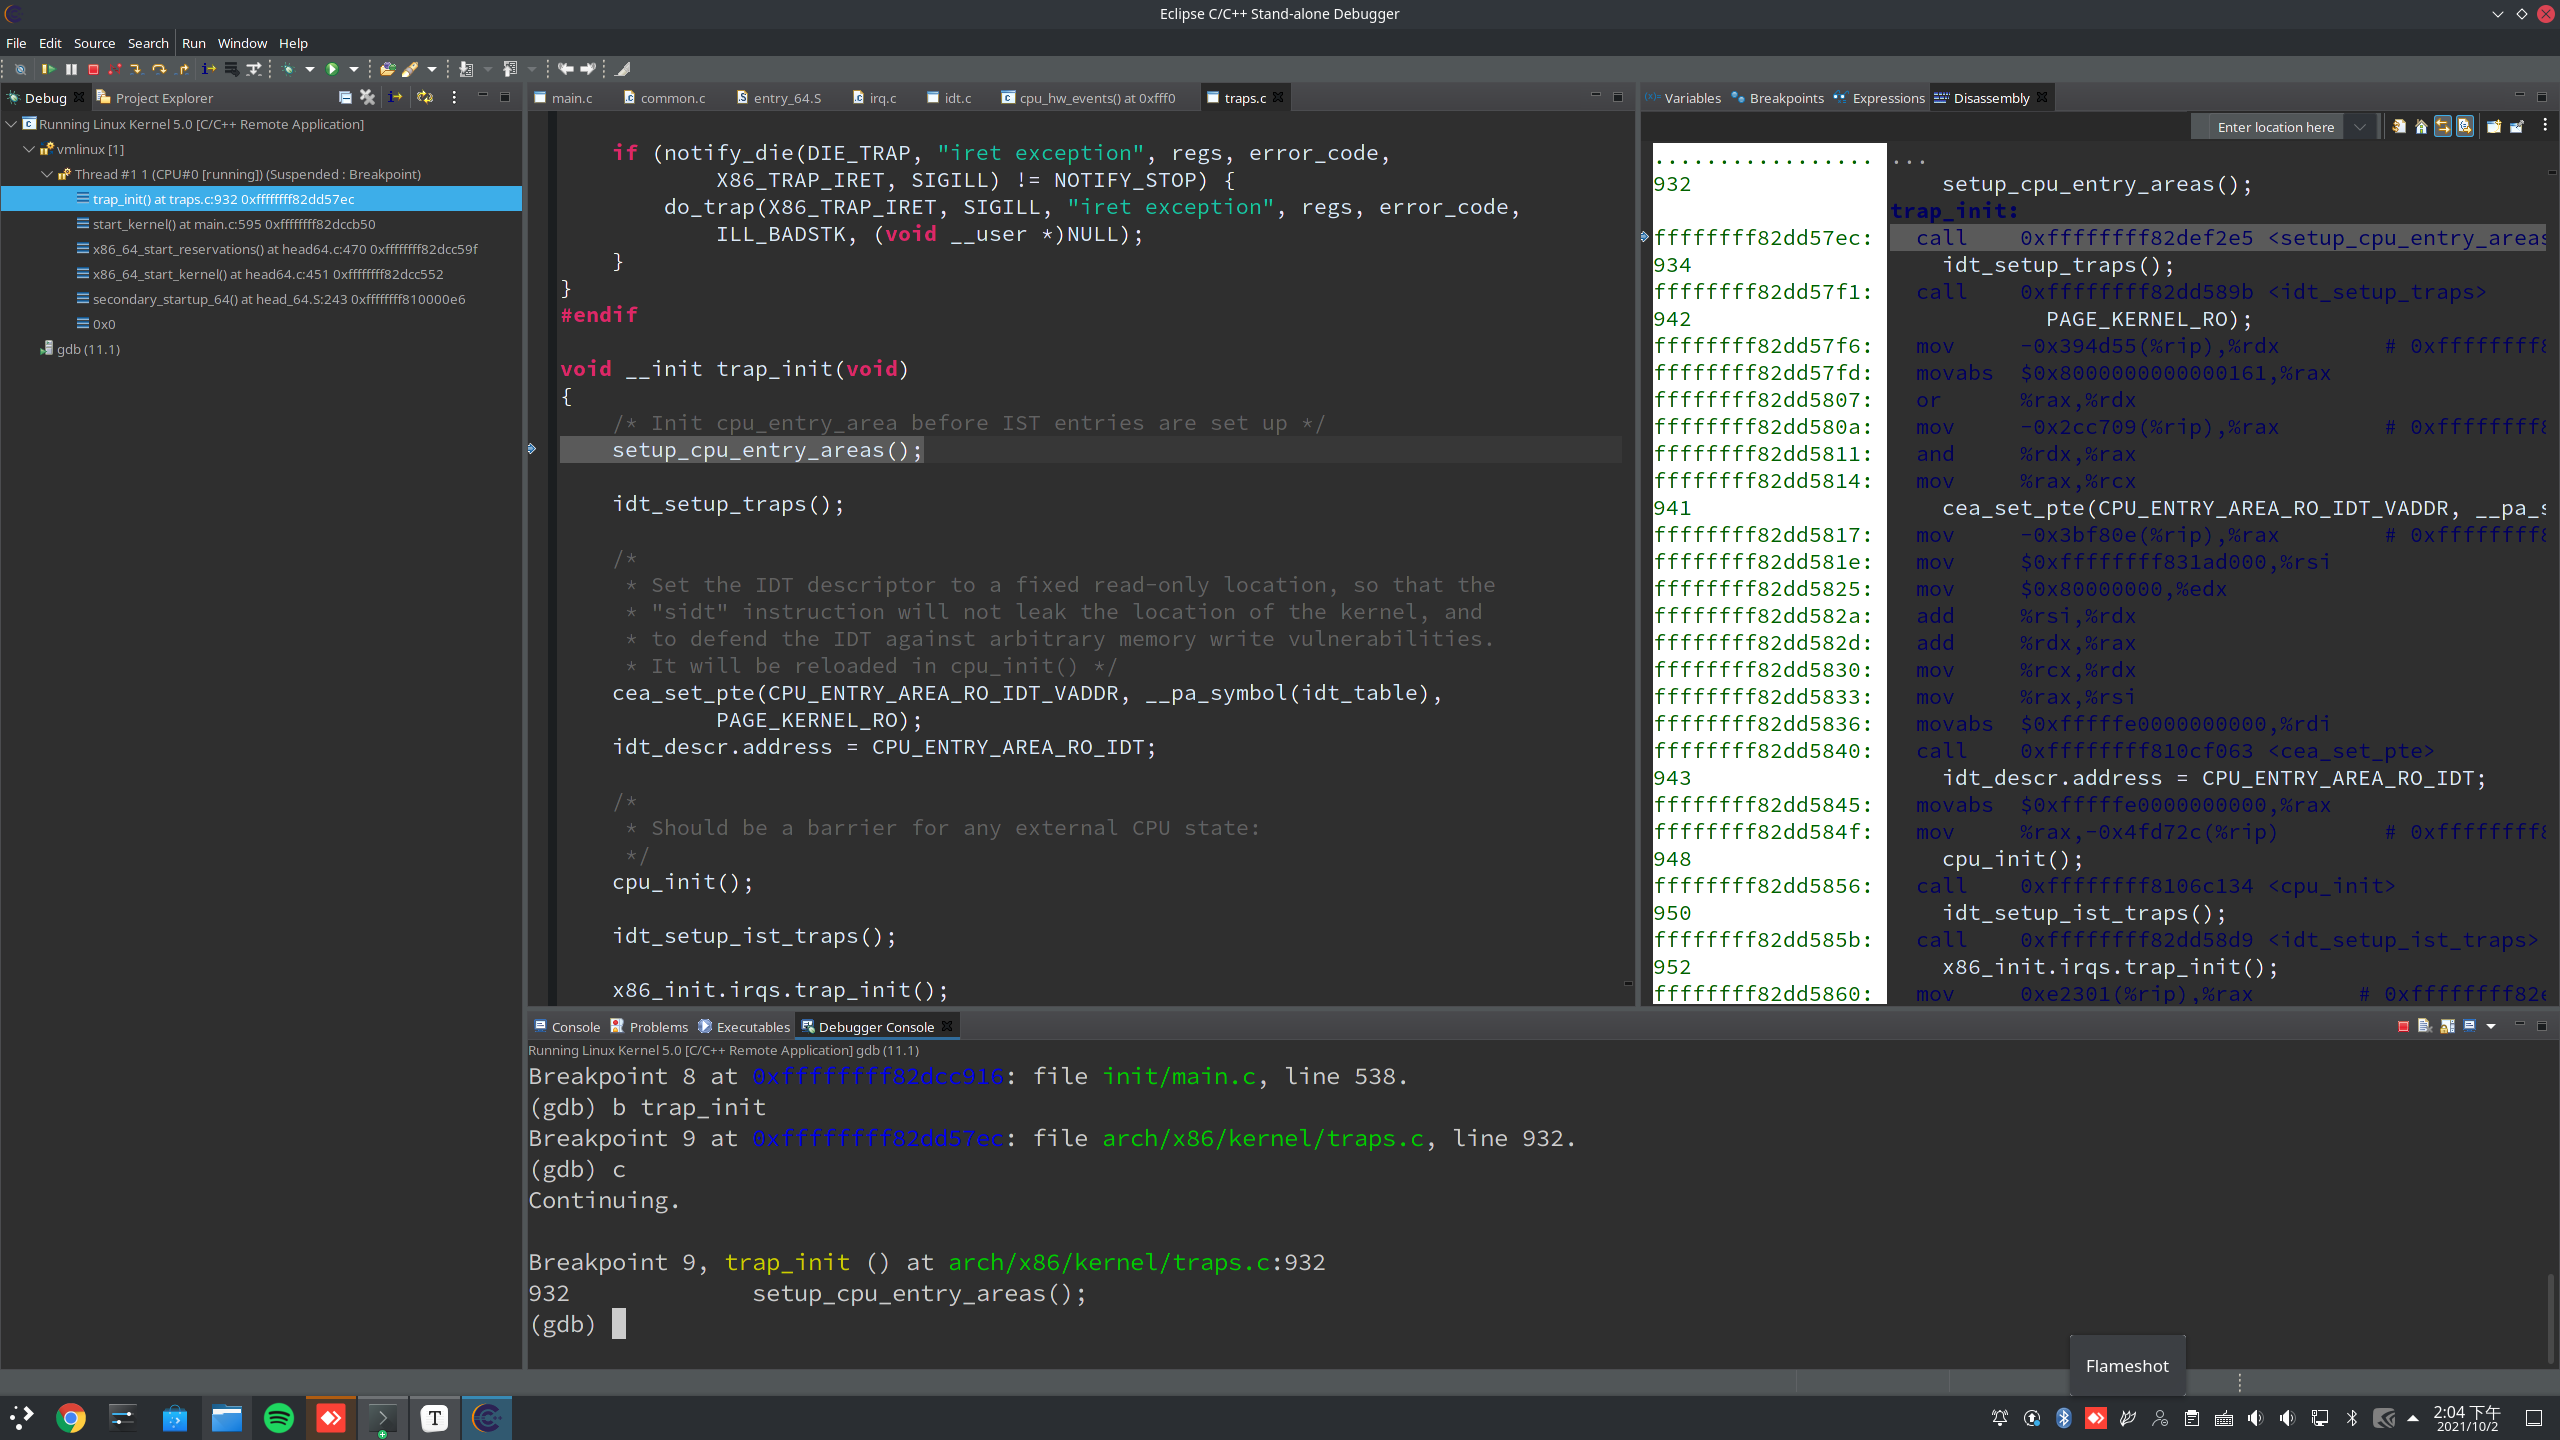 Eclipse C/C++ Stand-alone Debugger
File Edit Source Search Run Window Help
Debug Project Explorer
Running Linux Kernel 5.0 [C/C++ Remote Application]
vmlinux [1]
Thread #1 1 (CPU#0 [running]) (Suspended : Breakpoint)
trap_init() at traps.c:932 0xffffffff82dd57ec
start_kernel() at main.c:595 0xffffffff82dccb50
x86_64_start_reservations() at head64.c:470 0xffffffff82dcc59f
x86_64_start_kernel() at head64.c:451 0xffffffff82dcc552
secondary_startup_64() at head_64.S:243 0xffffffff810000e6
0x0
gdb (11.1)
main.c common.c entry_64.S irq.c idt.c cpu_hw_events() at 0xfff0 traps.c
if (notify_die(DIE_TRAP, "iret exception", regs, error_code,
X86_TRAP_IRET, SIGILL) != NOTIFY_STOP) {
do_trap(X86_TRAP_IRET, SIGILL, "iret exception", regs, error_code,
ILL_BADSTK, (void __user *)NULL);
}
}
#endif
void __init trap_init(void)
{
/* Init cpu_entry_area before IST entries are set up */
setup_cpu_entry_areas();
idt_setup_traps();
/*
* Set the IDT descriptor to a fixed read-only location, so that the
* "sidt" instruction will not leak the location of the kernel, and
* to defend the IDT against arbitrary memory write vulnerabilities.
* It will be reloaded in cpu_init() */
cea_set_pte(CPU_ENTRY_AREA_RO_IDT_VADDR, __pa_symbol(idt_table),
PAGE_KERNEL_RO);
idt_descr.address = CPU_ENTRY_AREA_RO_IDT;
/*
* Should be a barrier for any external CPU state:
*/
cpu_init();
idt_setup_ist_traps();
x86_init.irqs.trap_init();
Variables Breakpoints Expressions Disassembly
Enter location here
................. ...
932 setup_cpu_entry_areas();
trap_init:
ffffffff82dd57ec: call 0xffffffff82def2e5 <setup_cpu_entry_areas
934 idt_setup_traps();
ffffffff82dd57f1: call 0xffffffff82dd589b <idt_setup_traps>
942 PAGE_KERNEL_RO);
ffffffff82dd57f6: mov -0x394d55(%rip),%rdx # 0xffffffff8
ffffffff82dd57fd: movabs $0x8000000000000161,%rax
ffffffff82dd5807: or %rax,%rdx
ffffffff82dd580a: mov -0x2cc709(%rip),%rax # 0xffffffff8
ffffffff82dd5811: and %rdx,%rax
ffffffff82dd5814: mov %rax,%rcx
941 cea_set_pte(CPU_ENTRY_AREA_RO_IDT_VADDR, __pa_s
ffffffff82dd5817: mov -0x3bf80e(%rip),%rax # 0xffffffff8
ffffffff82dd581e: mov $0xffffffff831ad000,%rsi
ffffffff82dd5825: mov $0x80000000,%edx
ffffffff82dd582a: add %rsi,%rdx
ffffffff82dd582d: add %rdx,%rax
ffffffff82dd5830: mov %rcx,%rdx
ffffffff82dd5833: mov %rax,%rsi
ffffffff82dd5836: movabs $0xfffffe0000000000,%rdi
ffffffff82dd5840: call 0xffffffff810cf063 <cea_set_pte>
943 idt_descr.address = CPU_ENTRY_AREA_RO_IDT;
ffffffff82dd5845: movabs $0xfffffe0000000000,%rax
ffffffff82dd584f: mov %rax,-0x4fd72c(%rip) # 0xffffffff8
948 cpu_init();
ffffffff82dd5856: call 0xffffffff8106c134 <cpu_init>
950 idt_setup_ist_traps();
ffffffff82dd585b: call 0xffffffff82dd58d9 <idt_setup_ist_traps>
952 x86_init.irqs.trap_init();
ffffffff82dd5860: mov 0xe2301(%rip),%rax # 0xffffffff82e
Console Problems Executables Debugger Console
Running Linux Kernel 5.0 [C/C++ Remote Application] gdb (11.1)
Breakpoint 8 at 0xffffffff82dcc916: file init/main.c, line 538.
(gdb) b trap_init
Breakpoint 9 at 0xffffffff82dd57ec: file arch/x86/kernel/traps.c, line 932.
(gdb) c
Continuing.
Breakpoint 9, trap_init () at arch/x86/kernel/traps.c:932
932 setup_cpu_entry_areas();
(gdb)
Flameshot
T
2:04 下午
2021/10/2